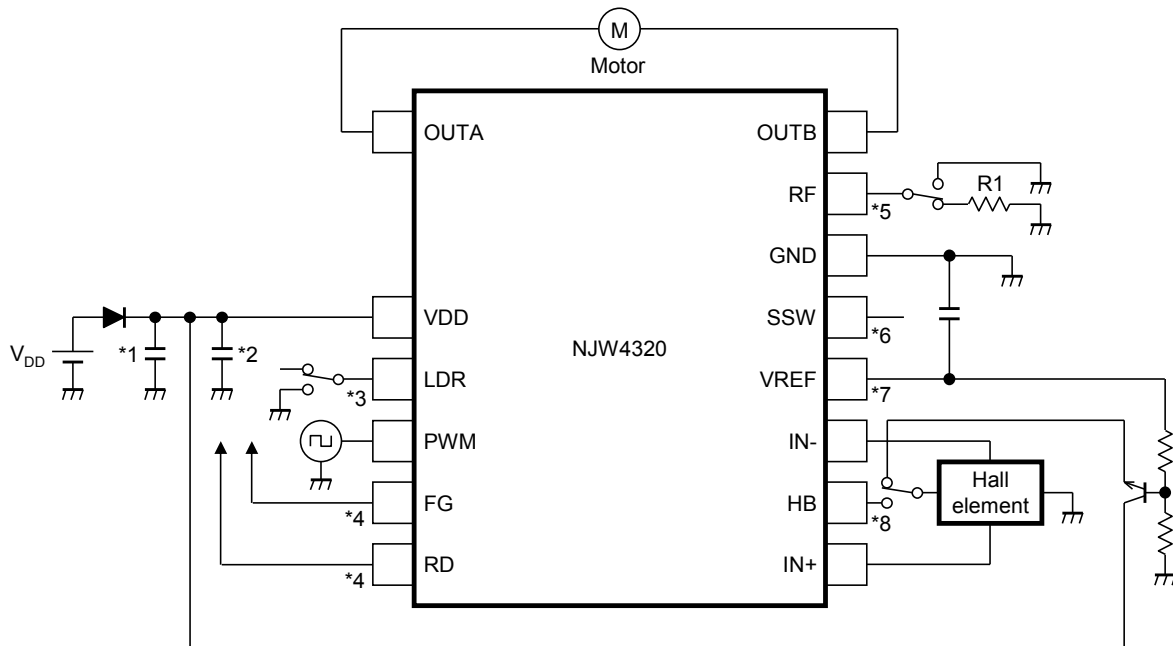 M
Motor
OUTA
OUTB
RF
*5
R1
GND
VDD
SSW
*6
*1
*2
V_DD
NJW4320
LDR
*3
VREF
*7
PWM
IN-
FG
*4
HB
*8
Hall
element
RD
*4
IN+